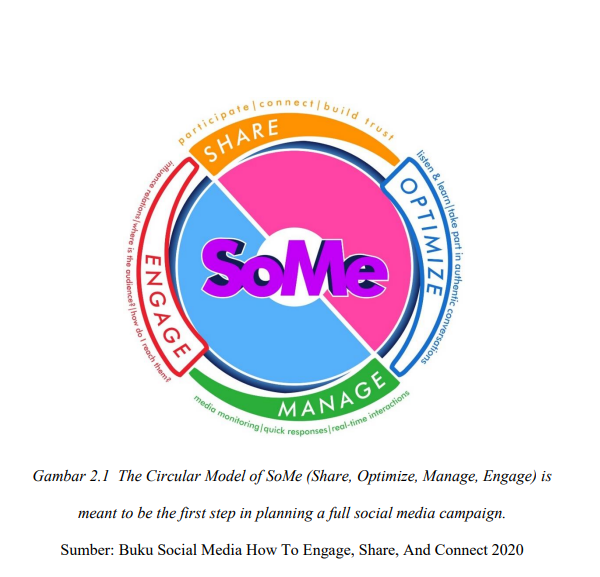 participate|connect|build trust
SHARE
listen & learn|take part in authentic conversations
OPTIMIZE
influence relations|where is the audience?|how do I reach them?
ENGAGE
SoMe
MANAGE
media monitoring|quick responses|real-time interactions
Gambar 2.1 The Circular Model of SoMe (Share, Optimize, Manage, Engage) is
meant to be the first step in planning a full social media campaign.
Sumber: Buku Social Media How To Engage, Share, And Connect 2020